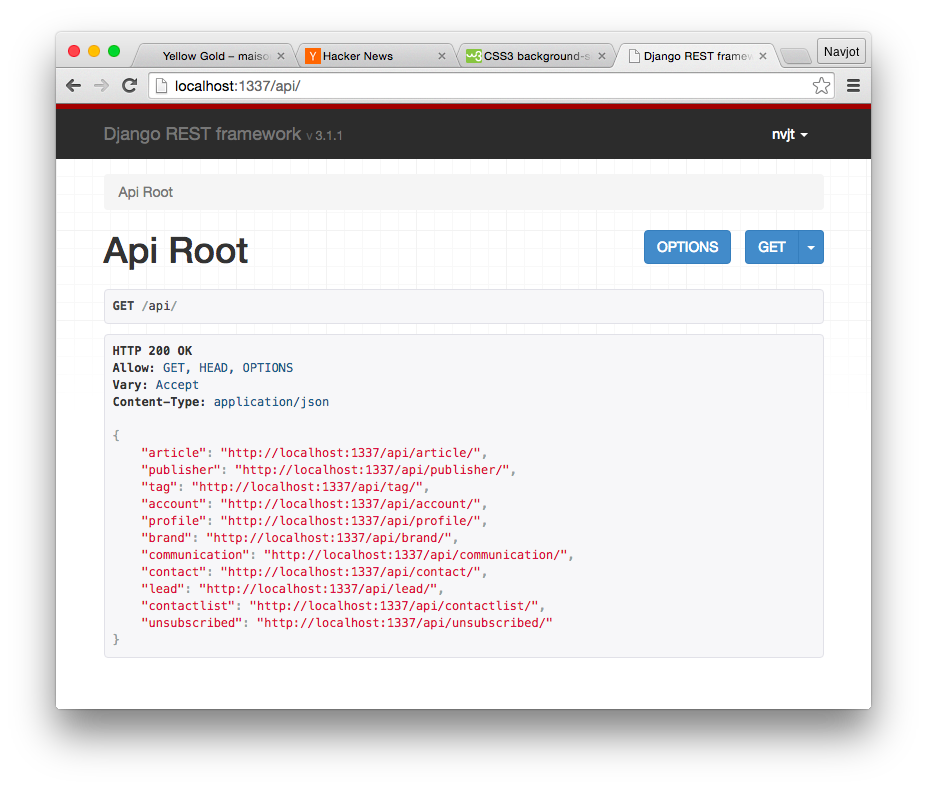 Yellow Gold – maiso
Hacker News
CSS3 background-s
Django REST framew
Navjot
localhost:1337/api/
Django REST framework v 3.1.1
nvjt
Api Root
Api Root
OPTIONS
GET
GET /api/
HTTP 200 OK
Allow: GET, HEAD, OPTIONS
Vary: Accept
Content-Type: application/json
{
"article": "http://localhost:1337/api/article/",
"publisher": "http://localhost:1337/api/publisher/",
"tag": "http://localhost:1337/api/tag/",
"account": "http://localhost:1337/api/account/",
"profile": "http://localhost:1337/api/profile/",
"brand": "http://localhost:1337/api/brand/",
"communication": "http://localhost:1337/api/communication/",
"contact": "http://localhost:1337/api/contact/",
"lead": "http://localhost:1337/api/lead/",
"contactlist": "http://localhost:1337/api/contactlist/",
"unsubscribed": "http://localhost:1337/api/unsubscribed/"
}